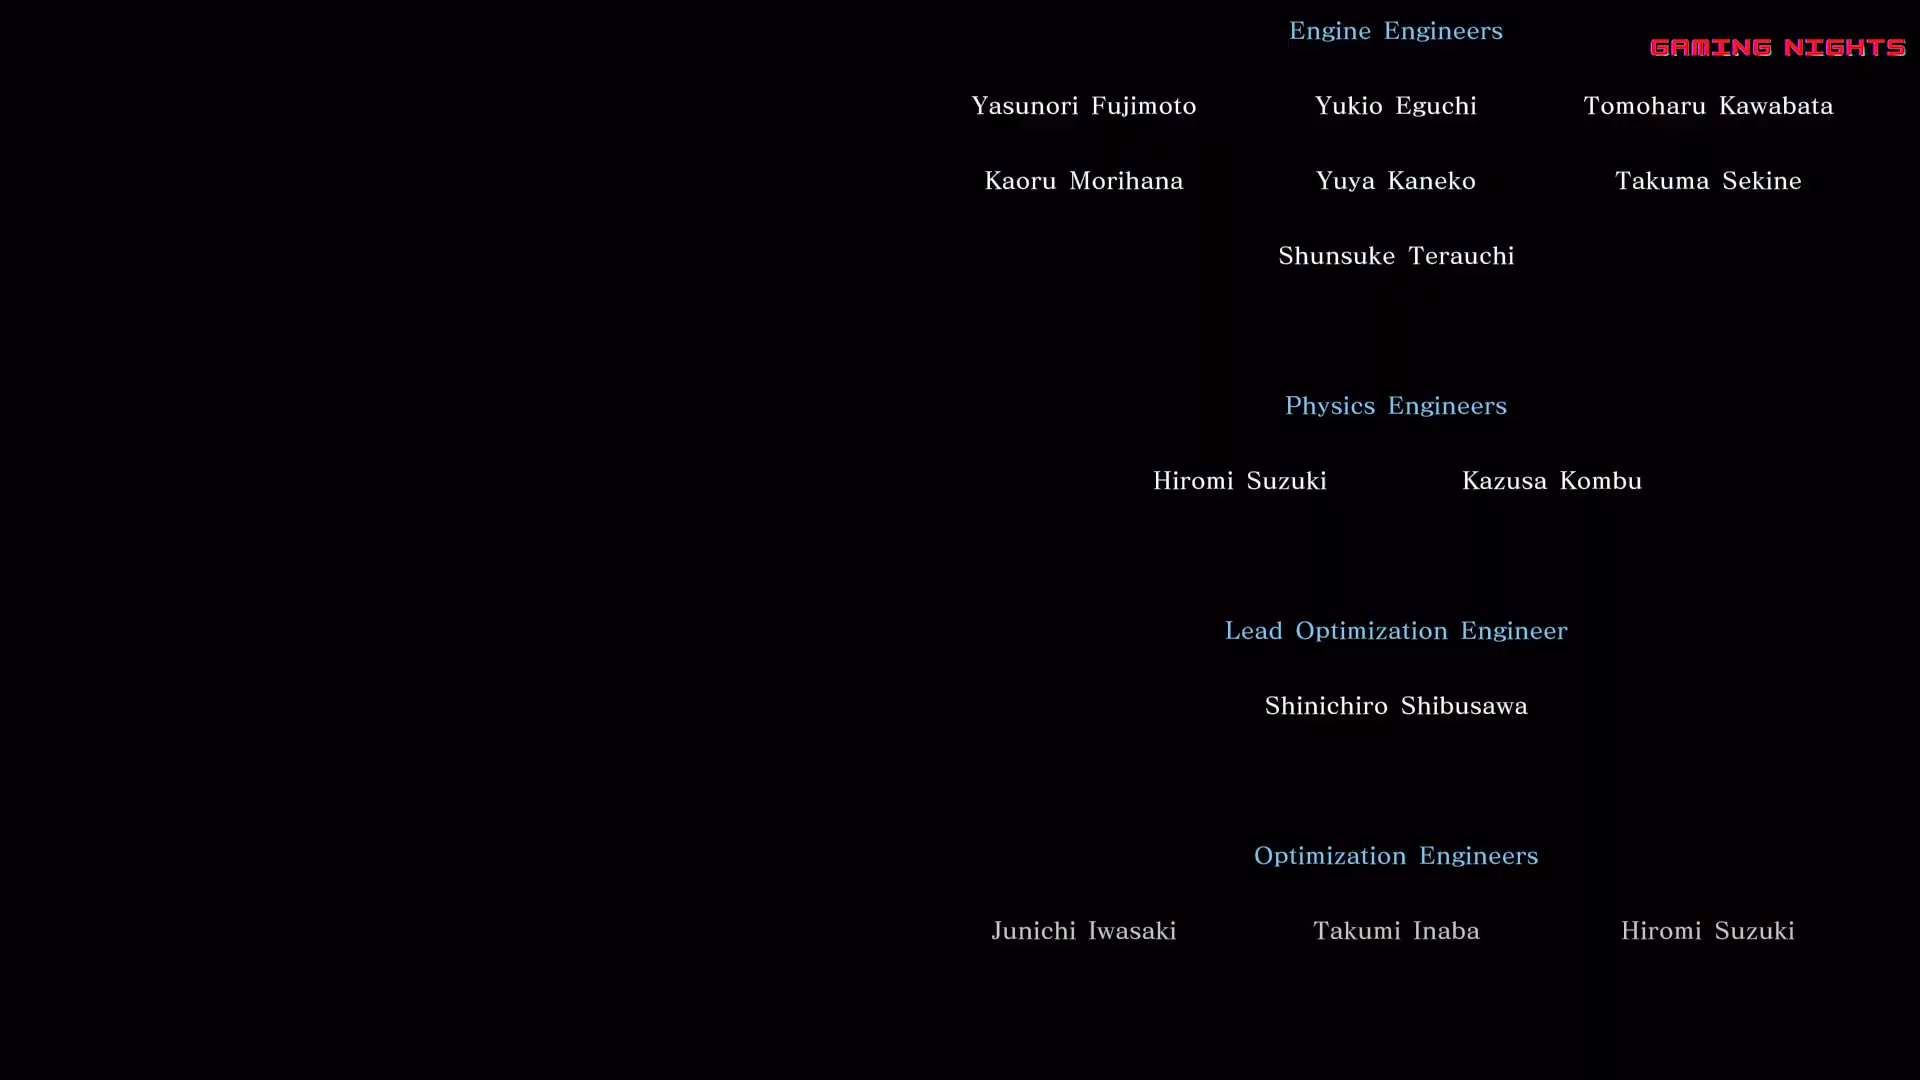 Engine Engineers
GAMING NIGHTS
Yasunori Fujimoto Yukio Eguchi Tomoharu Kawabata
Kaoru Morihana Yuya Kaneko Takuma Sekine
Shunsuke Terauchi
Physics Engineers
Hiromi Suzuki Kazusa Kombu
Lead Optimization Engineer
Shinichiro Shibusawa
Optimization Engineers
Junichi Iwasaki Takumi Inaba Hiromi Suzuki